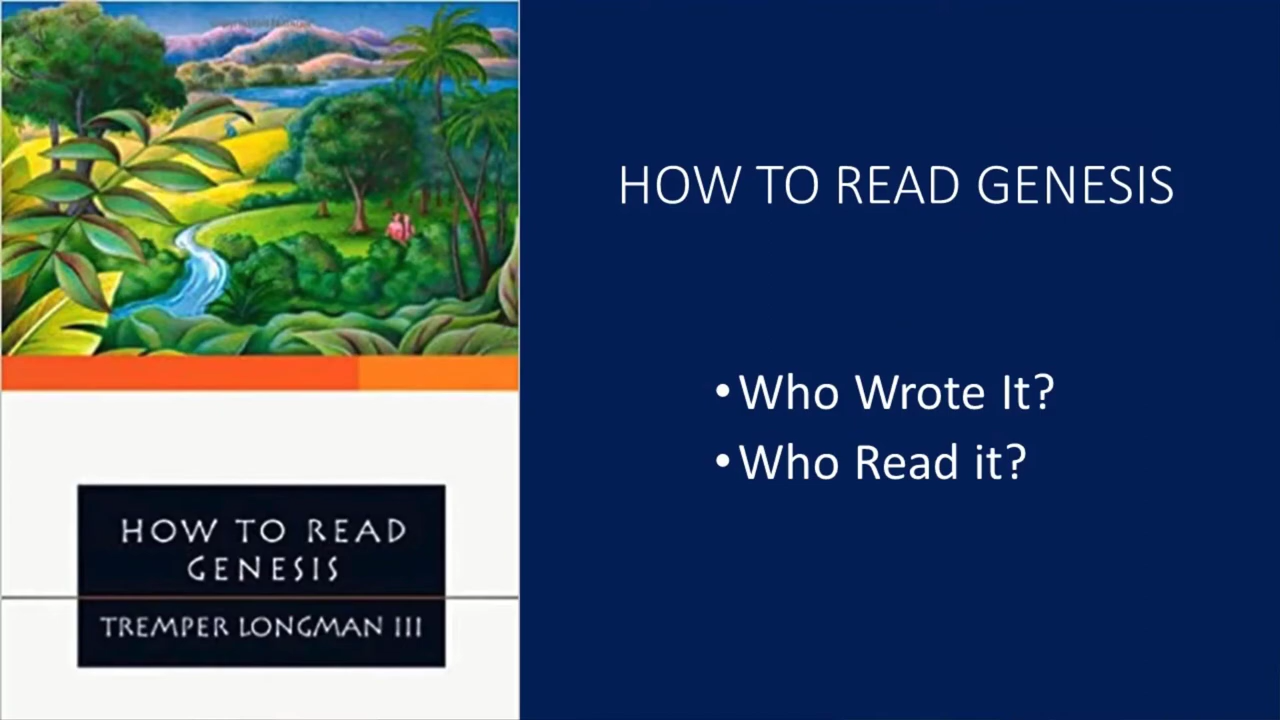 HOW TO READ
GENESIS
TREMPER LONGMAN III
HOW TO READ GENESIS
•Who Wrote It?
•Who Read it?